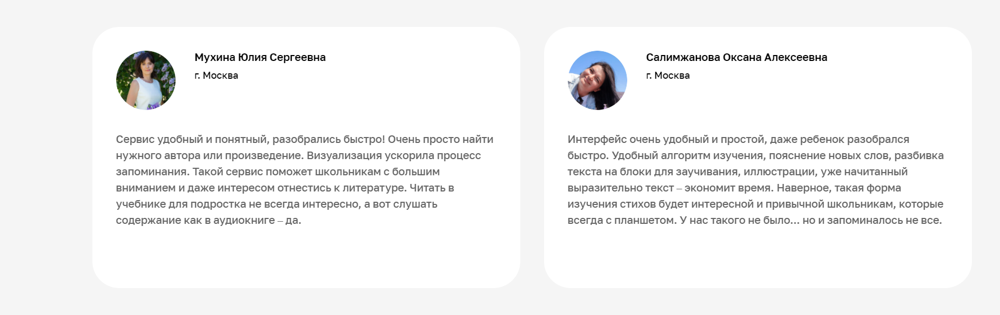 Мухина Юлия Сергеевна
г. Москва
Сервис удобный и понятный, разобрались быстро! Очень просто найти
нужного автора или произведение. Визуализация ускорила процесс
запоминания. Такой сервис поможет школьникам с большим
вниманием и даже интересом отнестись к литературе. Читать в
учебнике для подростка не всегда интересно, а вот слушать
содержание как в аудиокниге – да.
Салимжанова Оксана Алексеевна
г. Москва
Интерфейс очень удобный и простой, даже ребенок разобрался
быстро. Удобный алгоритм изучения, пояснение новых слов, разбивка
текста на блоки для заучивания, иллюстрации, уже начитанный
выразительно текст – экономит время. Наверное, такая форма
изучения стихов будет интересной и привычной школьникам, которые
всегда с планшетом. У нас такого не было... но и запоминалось не все.